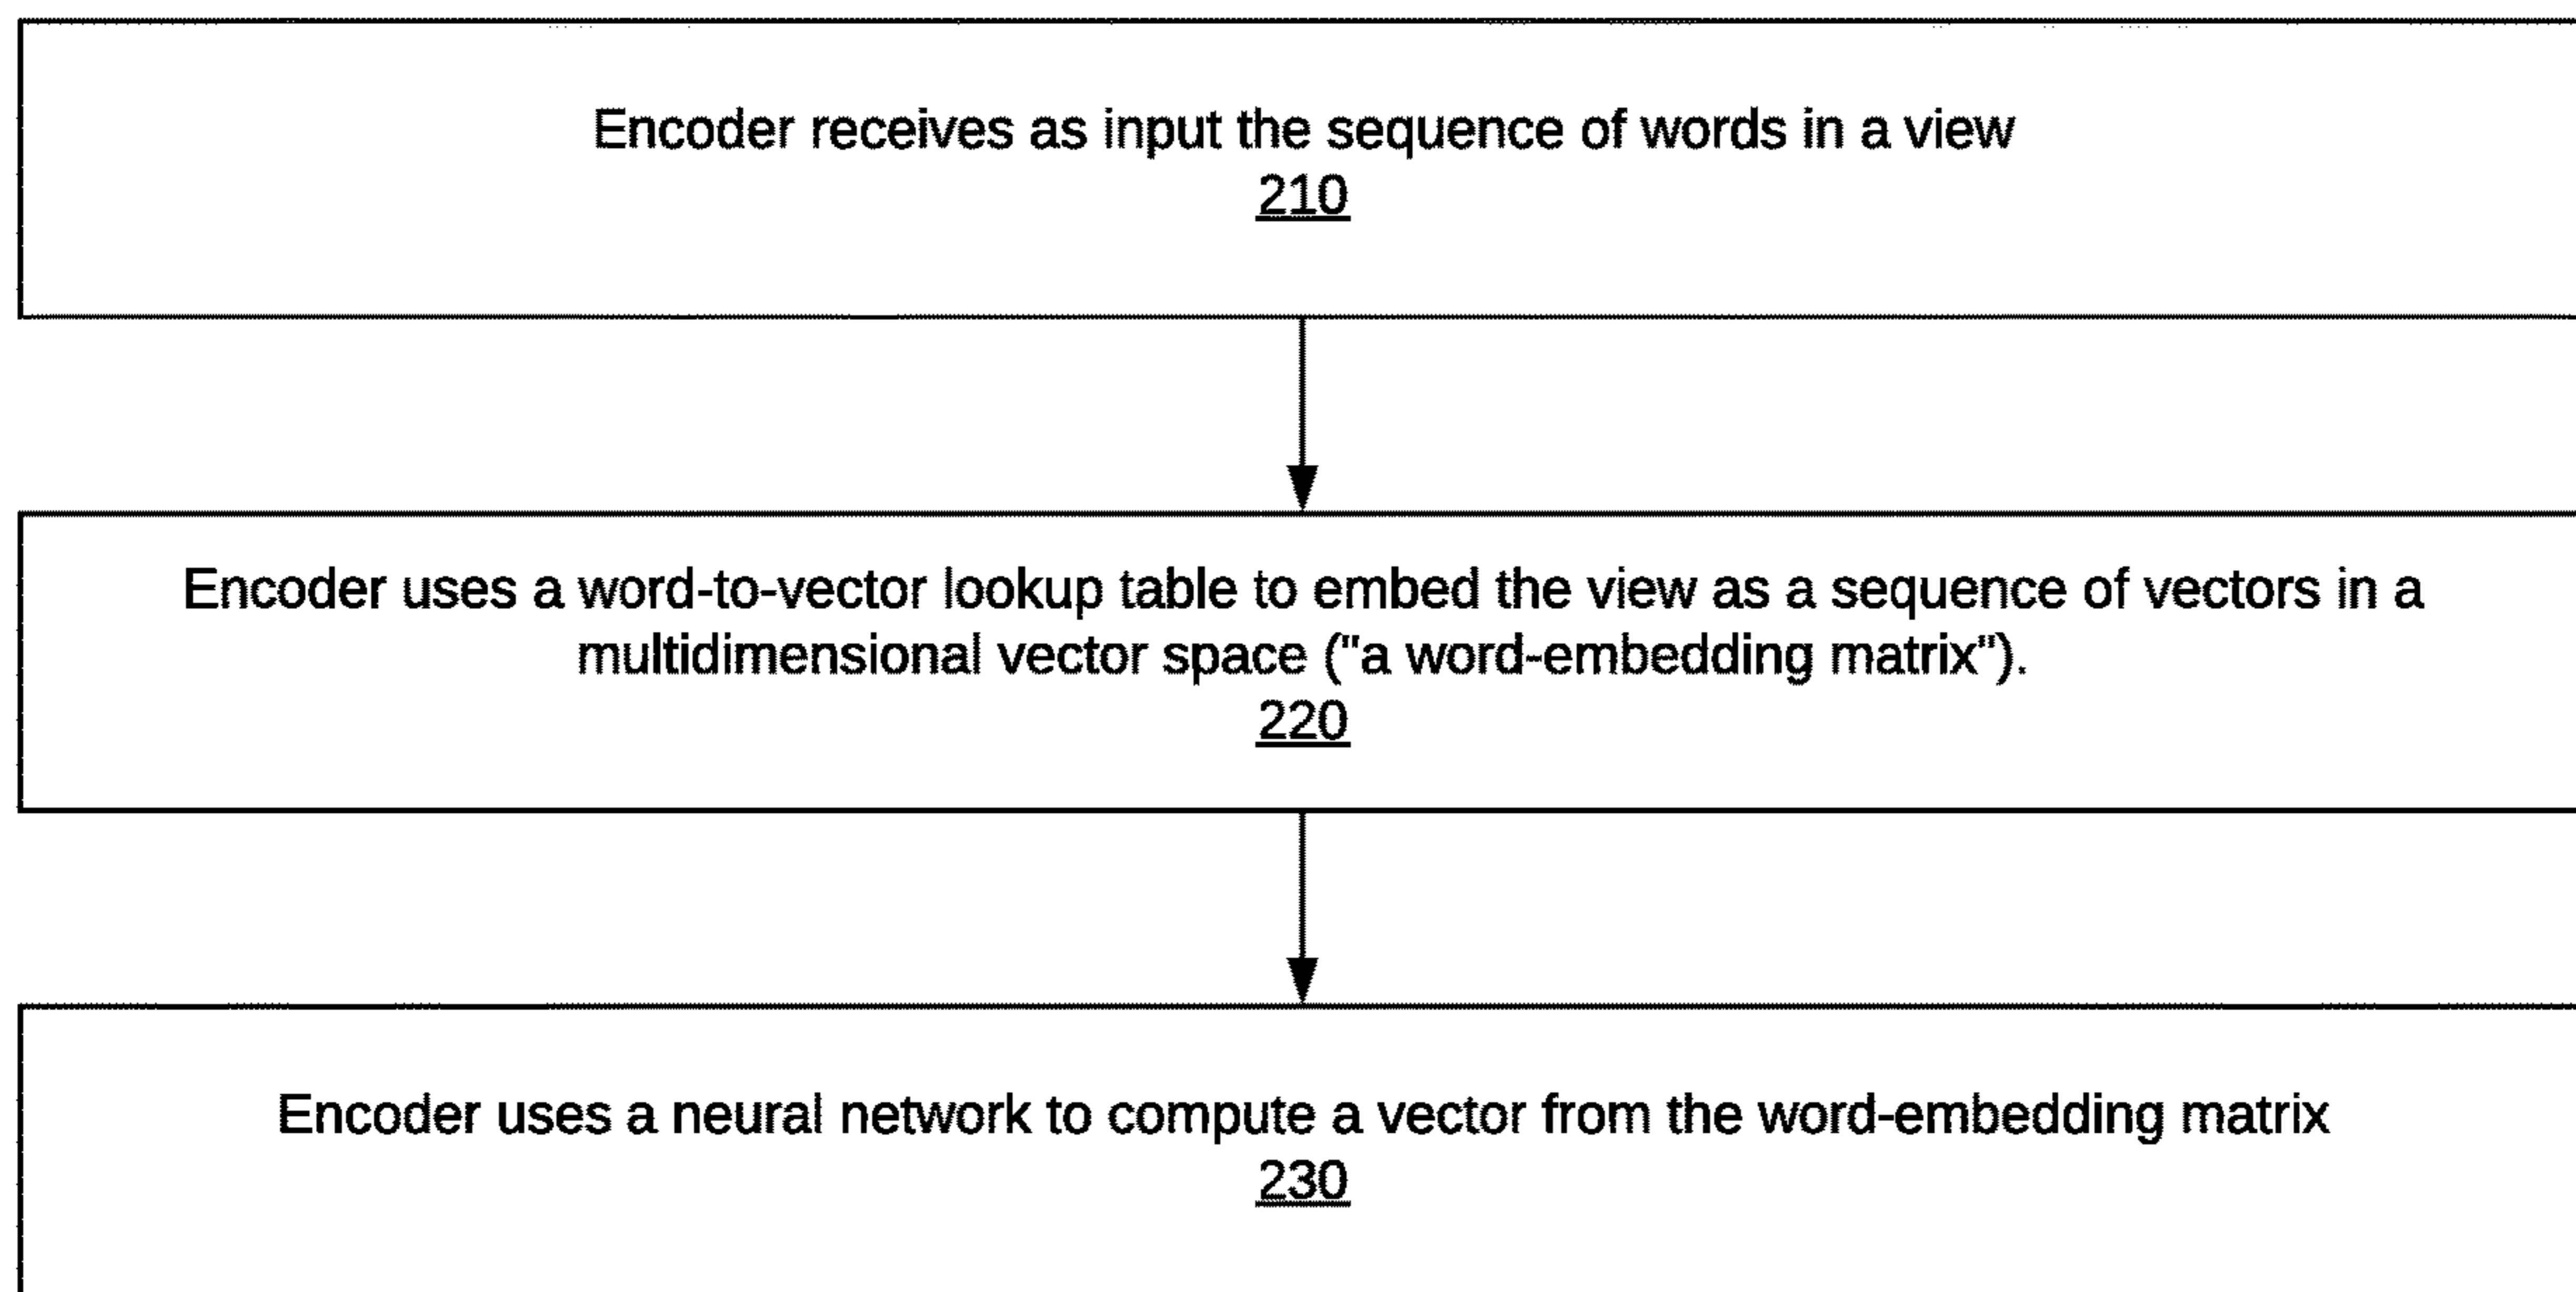 Encoder receives as input the sequence of words in a view
210
Encoder uses a word-to-vector lookup table to embed the view as a sequence of vectors in a
multidimensional vector space ("a word-embedding matrix").
220
Encoder uses a neural network to compute a vector from the word-embedding matrix
230